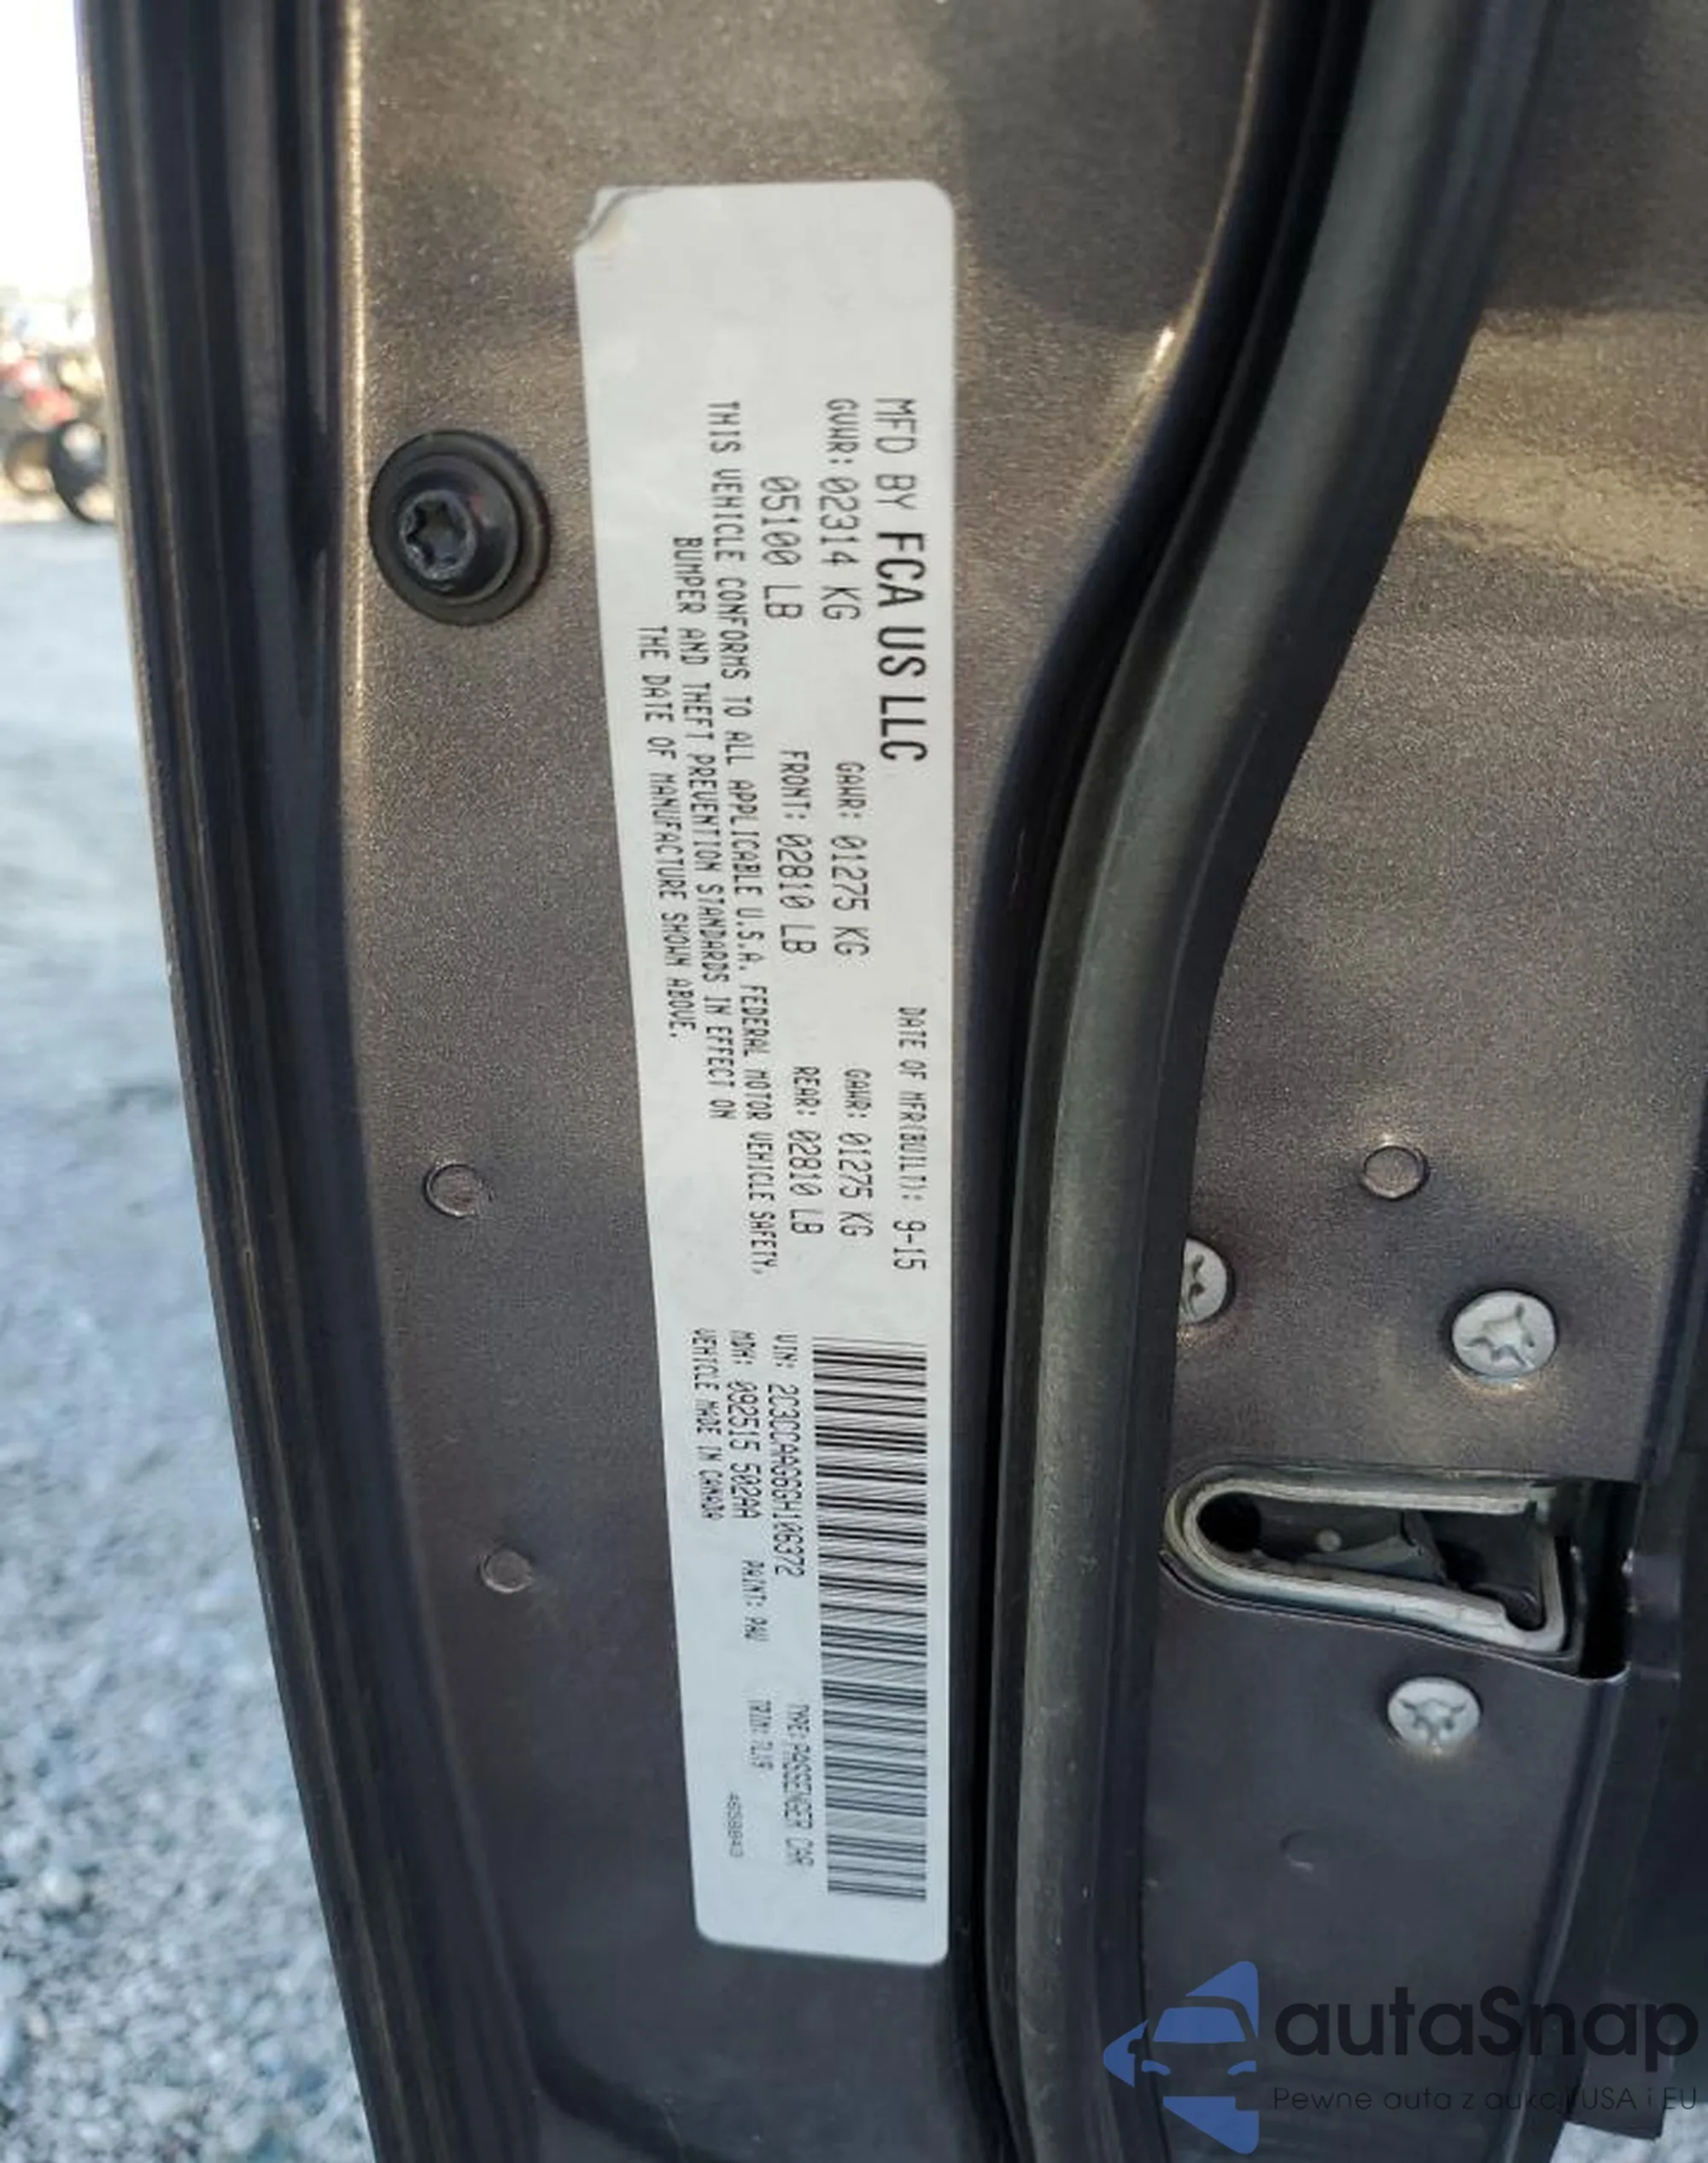 MFD BY FCA US LLC
DATE OF MFR(BUILT): 9-15
GVWR: 02314 KG
GAWR: 01275 KG
GAWR: 01275 KG
05100 LB
FRONT: 02810 LB
REAR: 02810 LB
THIS VEHICLE CONFORMS TO ALL APPLICABLE U.S.A. FEDERAL MOTOR VEHICLE SAFETY,
BUMPER AND THEFT PREVENTION STANDARDS IN EFFECT ON
THE DATE OF MANUFACTURE SHOWN ABOVE.
VIN: 2C3CCAAG6GH106372
TYPE: PASSENGER CAR
MDH: 092515 502AA
PAINT: PAU
TRIM: 
VEHICLE MADE IN CANADA
autaSnap
Pewne auta z aukcji USA i EU